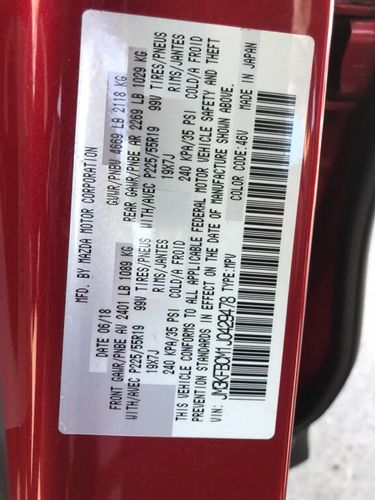 MFD. BY MAZDA MOTOR CORPORATION
DATE 06/18 GVWR/PNBV 4669 LB 2118 KG
FRONT GAWR/PNBE AV 2401 LB 1089 KG REAR GAWR/PNBE AR 2269 LB 1029 KG
WITH/AVEC P225/55R19 99V TIRES/PNEUS WITH/AVEC P225/55R19 99V TIRES/PNEUS
19X7J RIMS/JANTES 19X7J RIMS/JANTES
240 KPA/35 PSI COLD/A FROID 240 KPA/35 PSI COLD/A FROID
THIS VEHICLE CONFORMS TO ALL APPLICABLE FEDERAL MOTOR VEHICLE SAFETY AND THEFT
PREVENTION STANDARDS IN EFFECT ON THE DATE OF MANUFACTURE SHOWN ABOVE.
VIN: JM3KFBCM1J0429478 TYPE:MPV COLOR CODE:46V MADE IN JAPAN